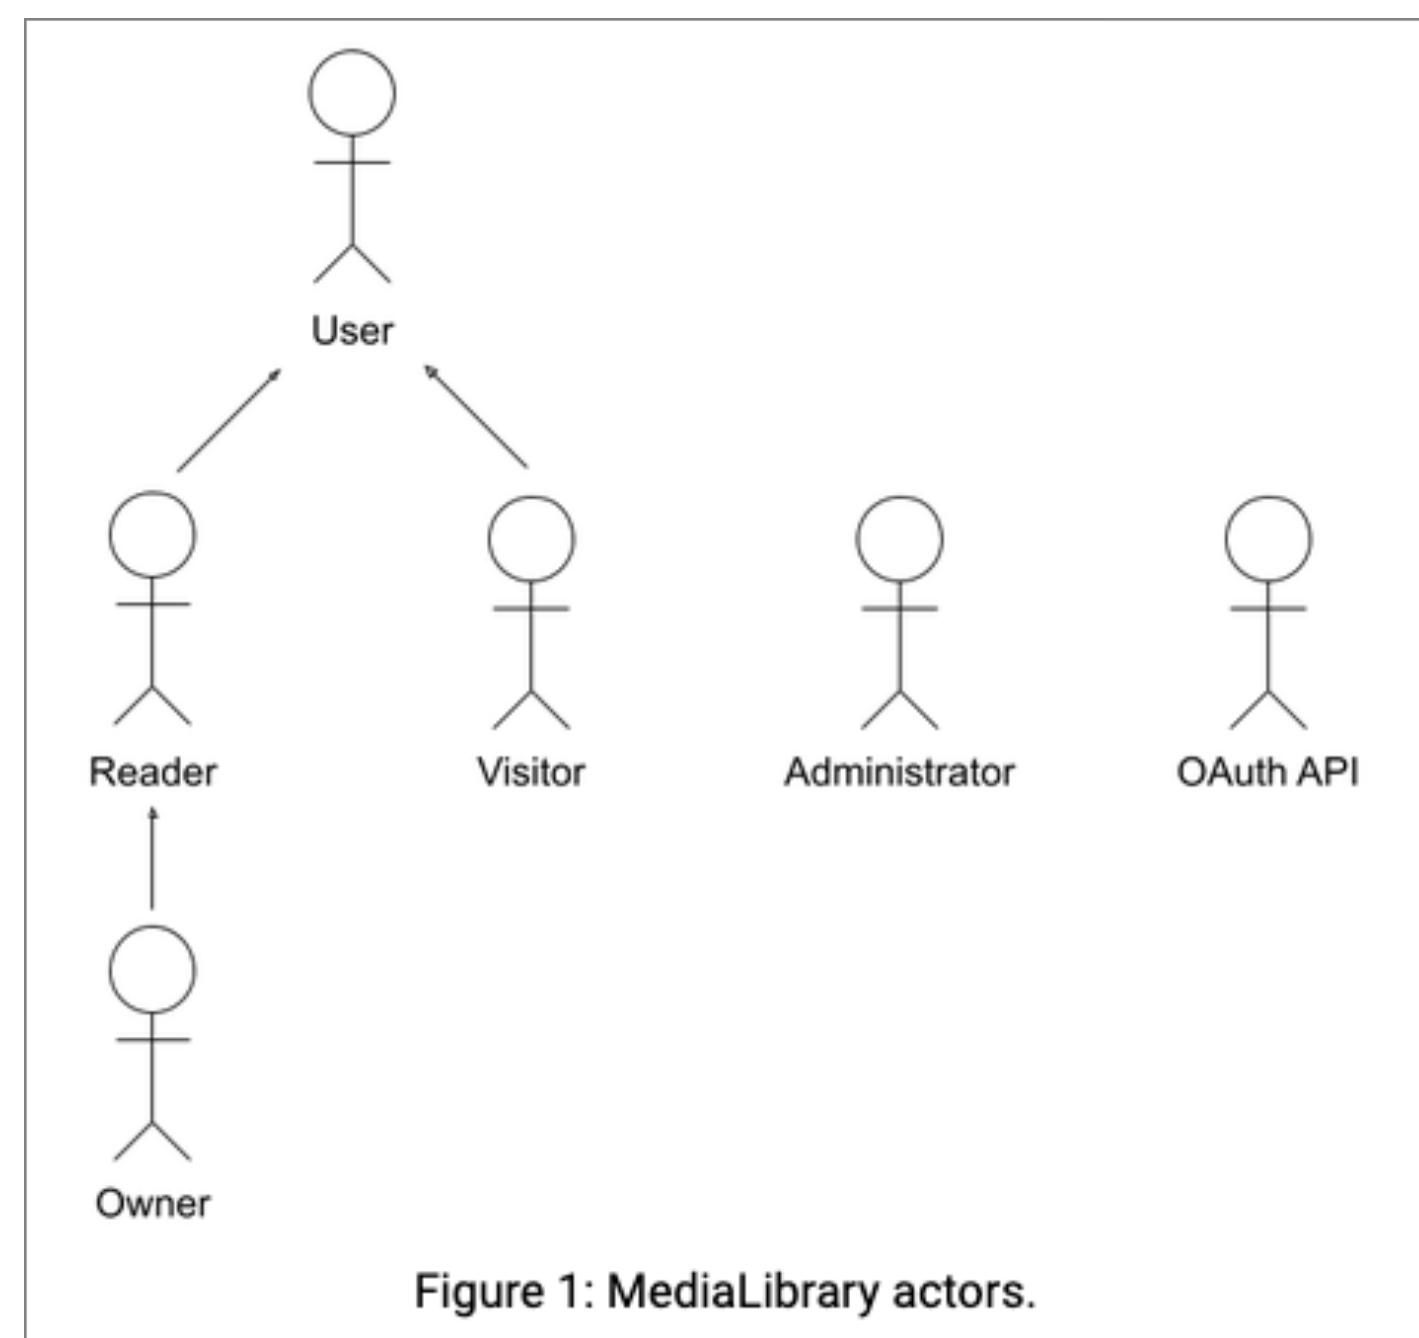 User
Reader
Visitor
Administrator
OAuth API
Owner
Figure 1: MediaLibrary actors.